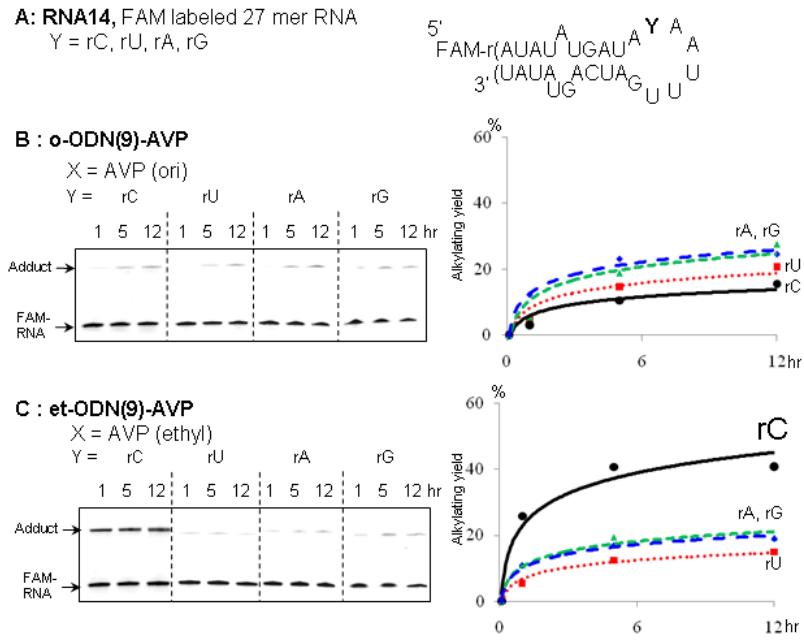 A: RNA14, FAM labeled 27 mer RNA
Y = rC, rU, rA, rG
5'
FAM-r(AUAU A UGAU A Y A A
A
U
3' (UAUA UG ACUA G U U U
B : o-ODN(9)-AVP
X = AVP (ori)
Y = rC rU rA rG
1 5 12 1 5 12 1 5 12 1 5 12 hr
Adduct
FAM-
RNA
%
60
40
20
0
Alkylating yield
rA, rG
rU
rC
0 6 12 hr
C : et-ODN(9)-AVP
X = AVP (ethyl)
Y = rC rU rA rG
1 5 12 1 5 12 1 5 12 1 5 12 hr
Adduct
FAM-
RNA
%
60
40
20
0
Alkylating yield
rC
rA, rG
rU
0 6 12 hr